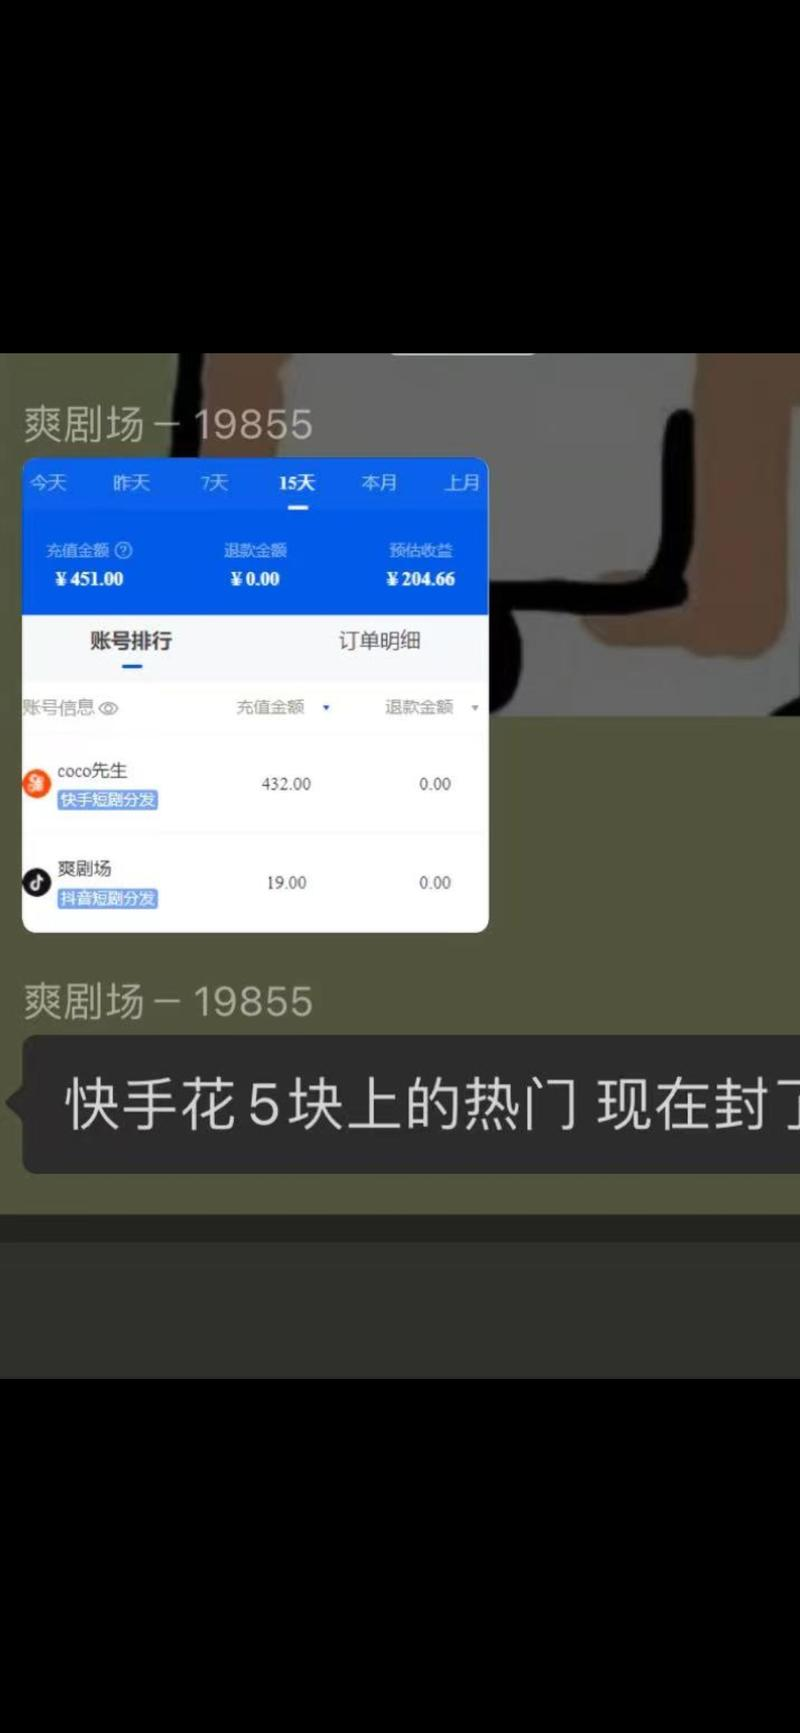 爽剧场 – 19855
今天 昨天 7天 15天 本月 上月
充值金额 退款金额 预估收益
¥451.00 ¥0.00 ¥204.66
账号排行 订单明细
账号信息 充值金额 退款金额
coco先生
快手短剧分发
432.00 0.00
爽剧场
抖音短剧分发
19.00 0.00
爽剧场 – 19855
快手花5块上的热门 现在封了